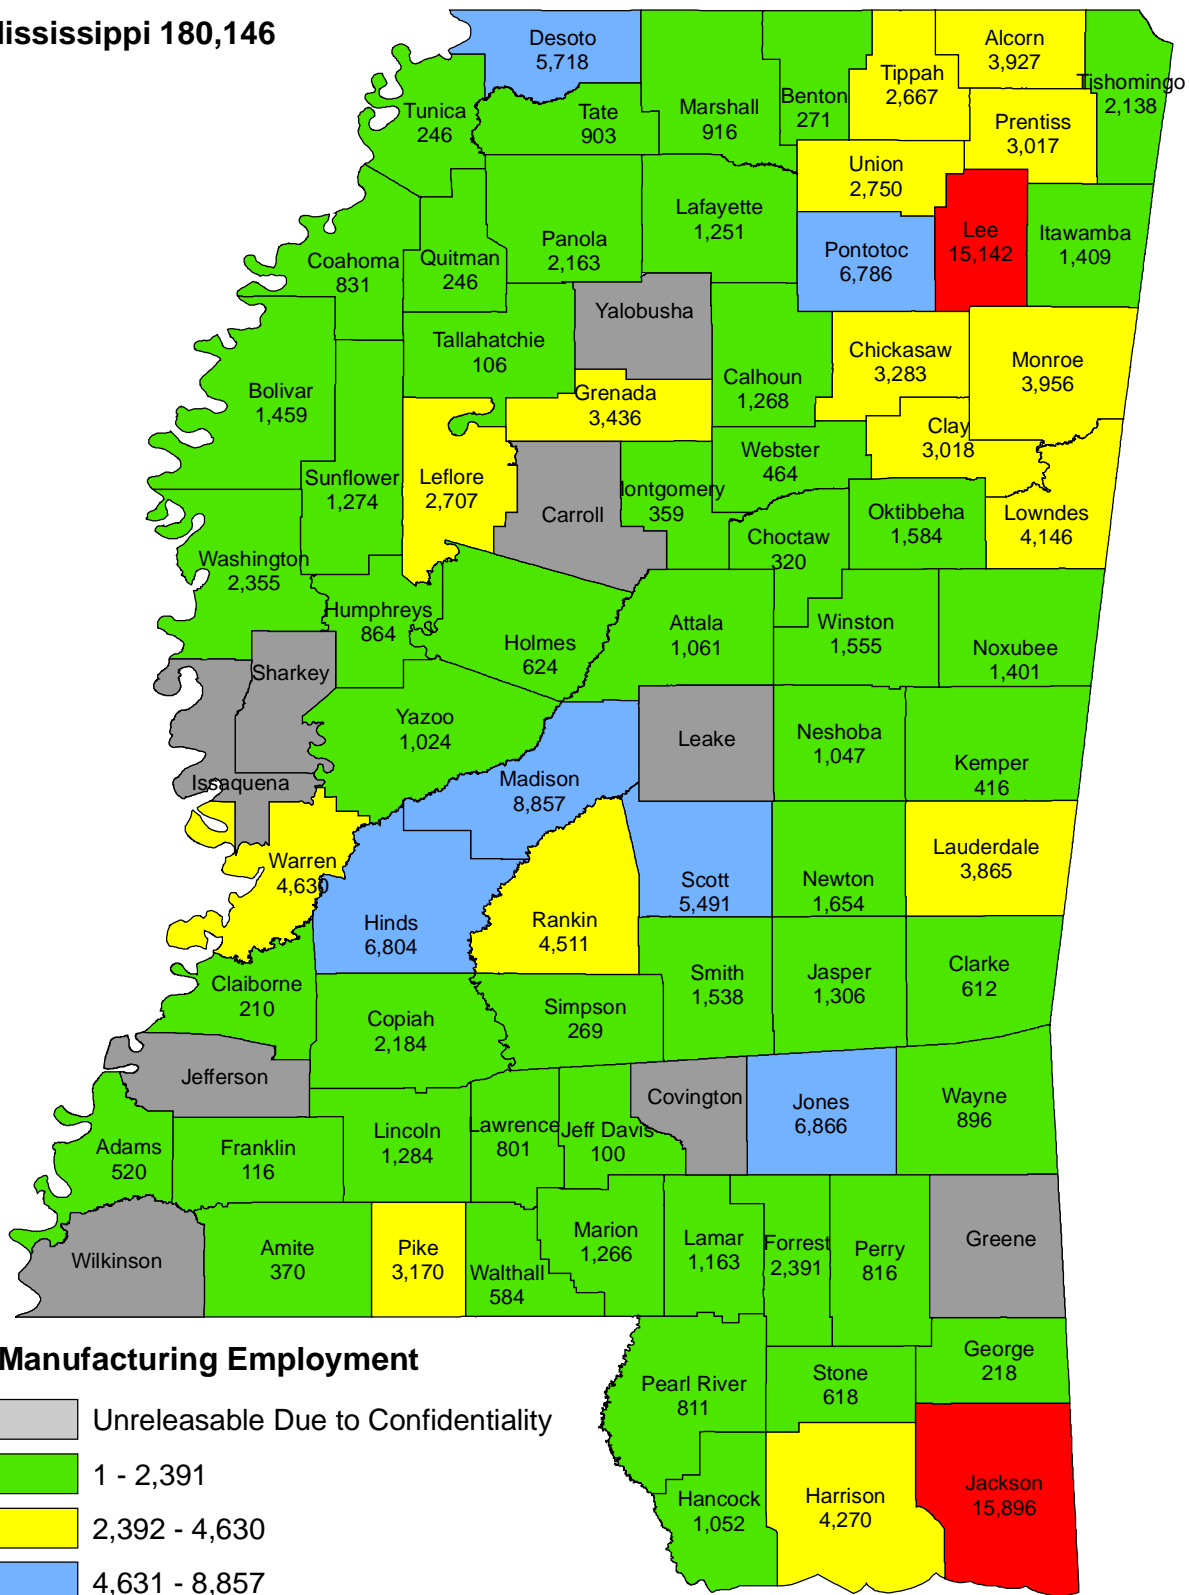 ississippi 180,146
Desoto
5,718
Alcorn
3,927
Tippah
2,667
Tishomingo
2,138
Tunica
246
Tate
903
Marshall
916
Benton
271
Prentiss
3,017
Union
2,750
Lafayette
1,251
Panola
2,163
Quitman
246
Coahoma
831
Pontotoc
6,786
Lee
15,142
Itawamba
1,409
Yalobusha
Tallahatchie
106
Chickasaw
3,283
Monroe
3,956
Calhoun
1,268
Bolivar
1,459
Grenada
3,436
Clay
3,018
Webster
464
Sunflower
1,274
Leflore
2,707
Carroll
ontgomery
359
Oktibbeha
1,584
Lowndes
4,146
Choctaw
320
Washington
2,355
Humphreys
864
Holmes
624
Attala
1,061
Winston
1,555
Noxubee
1,401
Sharkey
Yazoo
1,024
Leake
Neshoba
1,047
Kemper
416
Issaquena
Madison
8,857
Warren
4,630
Hinds
6,804
Rankin
4,511
Scott
5,491
Newton
1,654
Lauderdale
3,865
Claiborne
210
Copiah
2,184
Simpson
269
Smith
1,538
Jasper
1,306
Clarke
612
Jefferson
Covington
Jones
6,866
Wayne
896
Adams
520
Franklin
116
Lincoln
1,284
Lawrence
801
Jeff Davis
100
Wilkinson
Amite
370
Pike
3,170
Walthall
584
Marion
1,266
Lamar
1,163
Forrest
2,391
Perry
816
Greene
George
218
Pearl River
811
Stone
618
Hancock
1,052
Harrison
4,270
Jackson
15,896
Manufacturing Employment
Unreleasable Due to Confidentiality
1 - 2,391
2,392 - 4,630
4,631 - 8,857